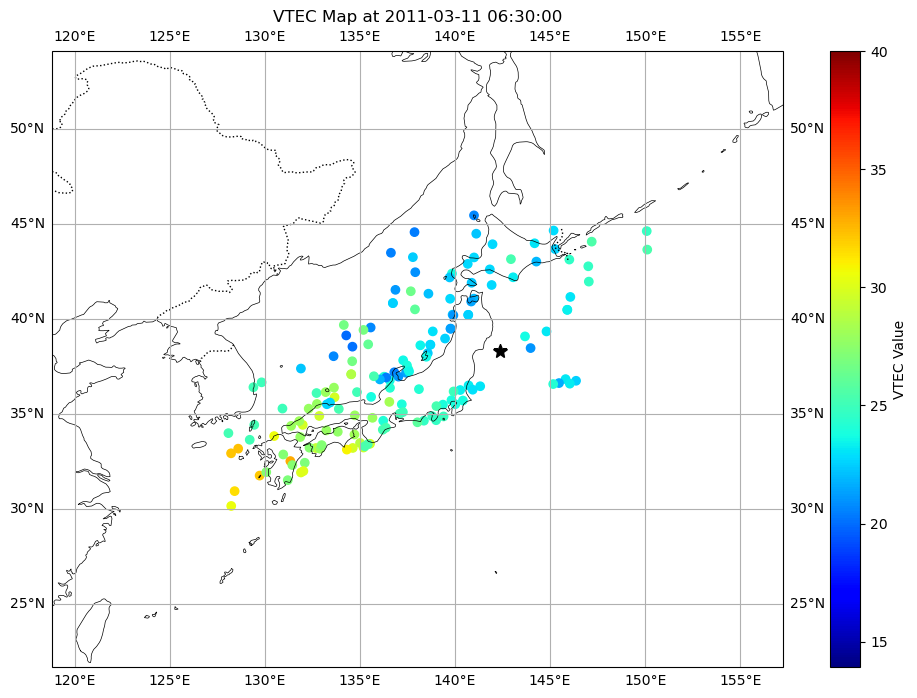 VTEC Map at 2011-03-11 06:30:00
120°E 125°E 130°E 135°E 140°E 145°E 150°E 155°E
40
50°N 50°N
35
45°N 45°N
40°N 40°N
30
VTEC Value
35°N 35°N
25
30°N 30°N
20
25°N 25°N
15
120°E 125°E 130°E 135°E 140°E 145°E 150°E 155°E